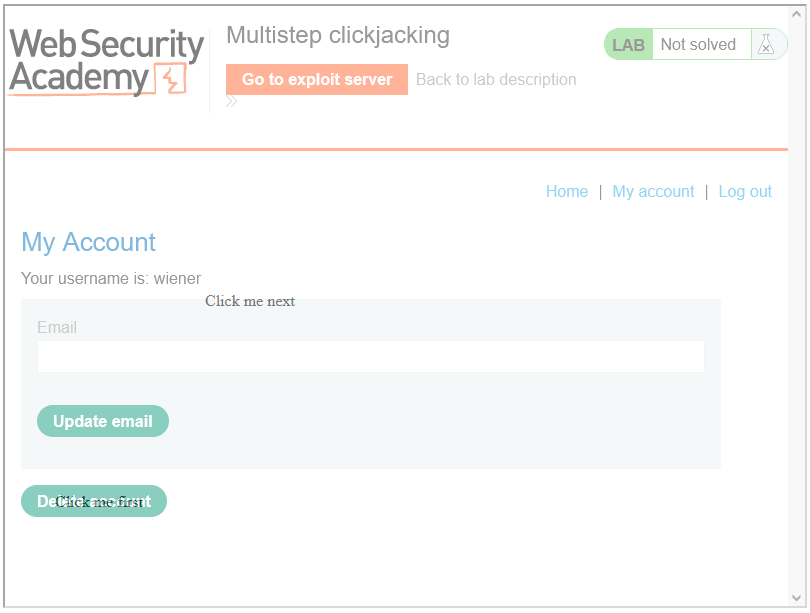 Web Security
Academy
Multistep clickjacking
LAB Not solved
Go to exploit server Back to lab description
Home | My account | Log out
My Account
Your username is: wiener
Click me next
Email
Update email
Delete account
Click me first